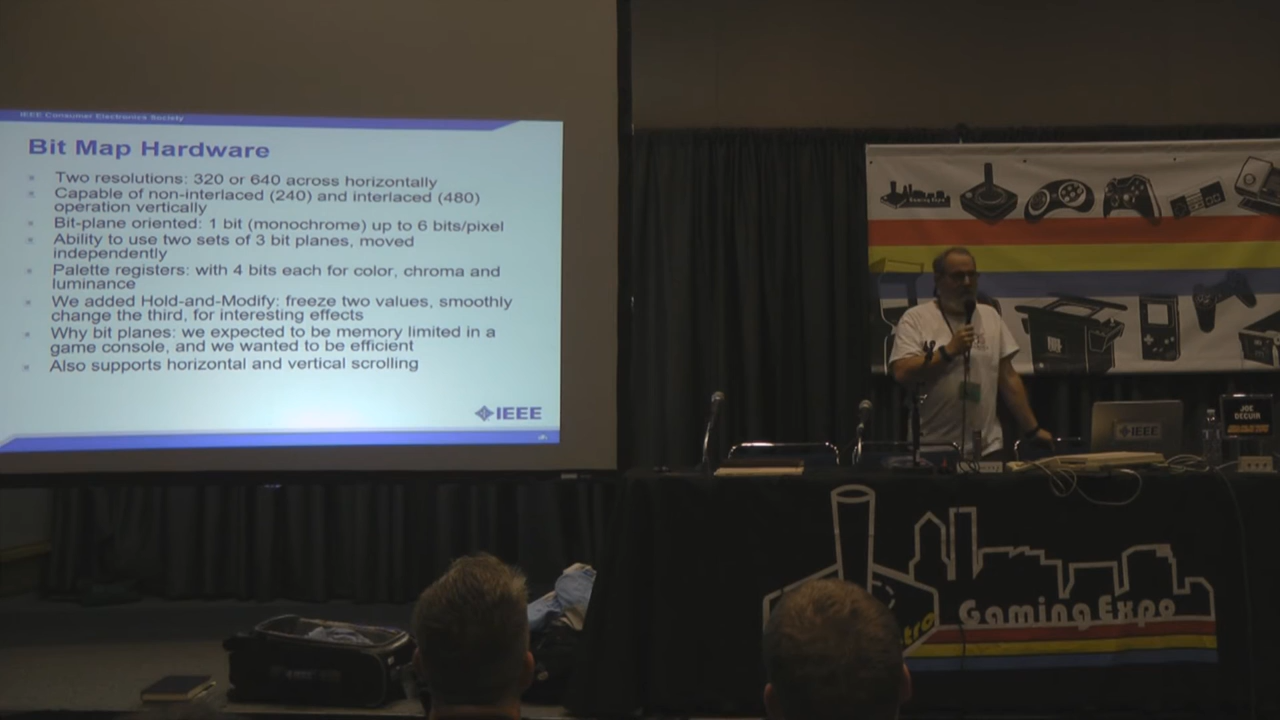 IEEE Consumer Electronics Society
Bit Map Hardware
Two resolutions: 320 or 640 across horizontally
Capable of non-interlaced (240) and interlaced (480)
operation vertically
Bit-plane oriented: 1 bit (monochrome) up to 6 bits/pixel
Ability to use two sets of 3 bit planes, moved
independently
Palette registers: with 4 bits each for color, chroma and
luminance
We added Hold-and-Modify: freeze two values, smoothly
change the third, for interesting effects
Why bit planes: we expected to be memory limited in a
game console, and we wanted to be efficient
Also supports horizontal and vertical scrolling
IEEE
Gaming Expo
IEEE
JOE
DECUIR
tro
Gaming Expo